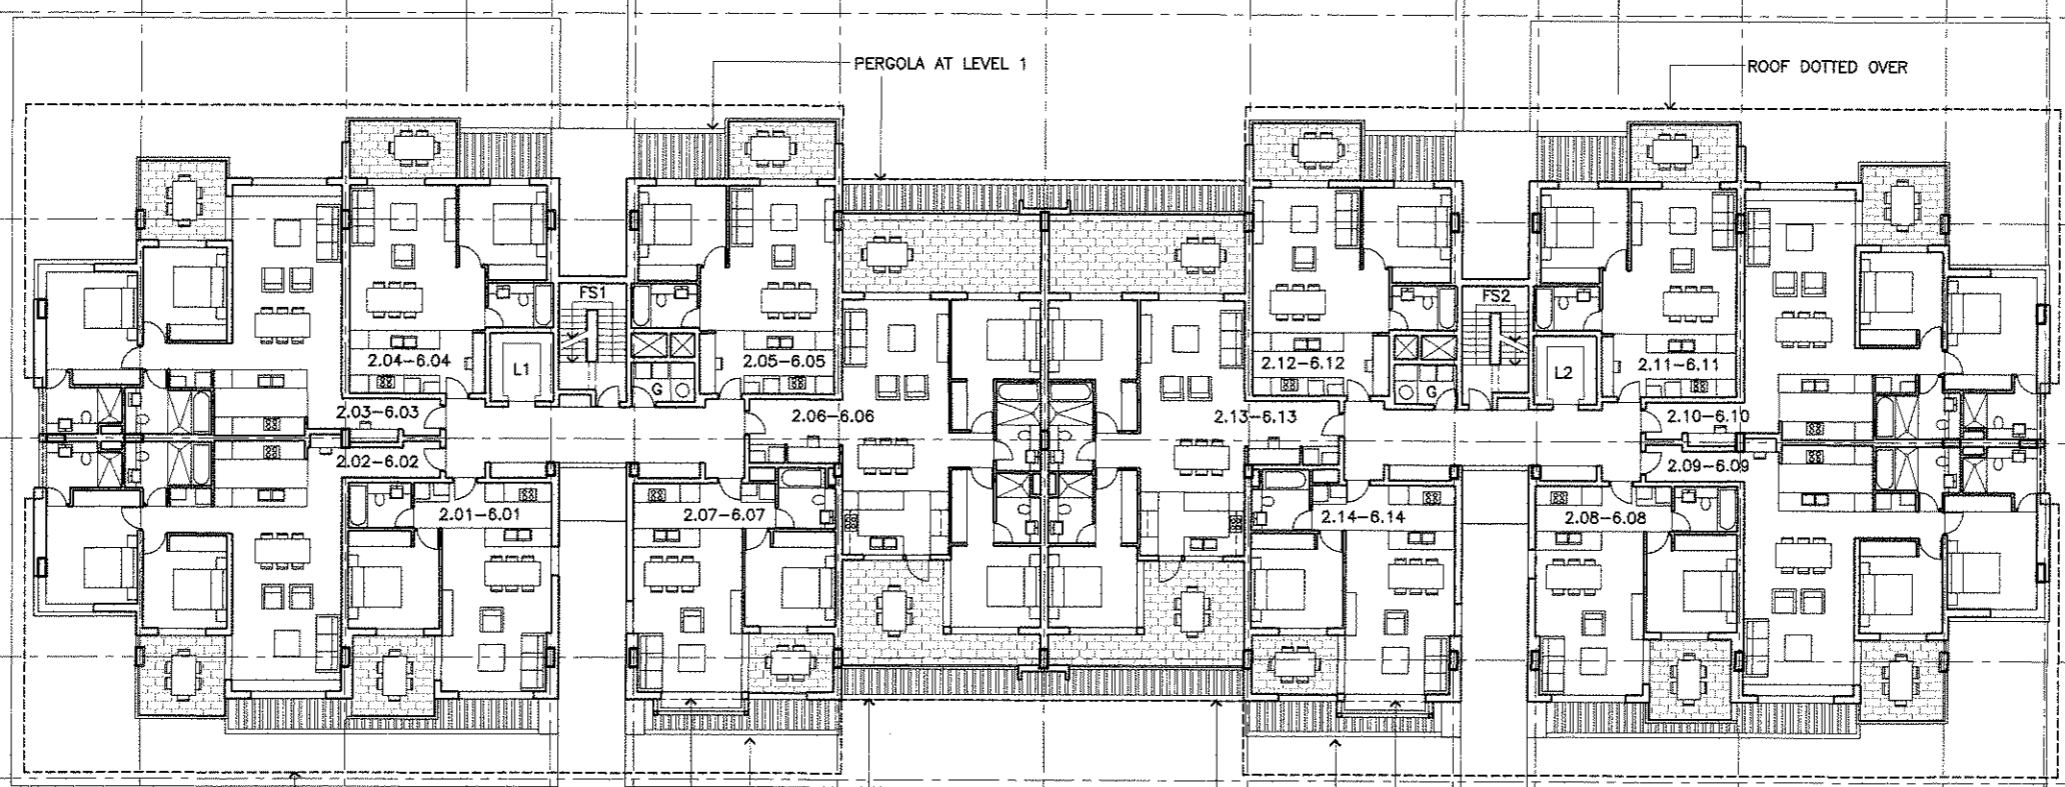 PERGOLA AT LEVEL 1
ROOF DOTTED OVER
FS1
FS2
2.04-6.04
L1
2.05-6.05
2.12-6.12
L2
2.11-6.11
G
G
2.03-6.03
2.06-6.06
2.13-6.13
2.10-6.10
2.02-6.02
2.09-6.09
2.01-6.01
2.07-6.07
2.14-6.14
2.08-6.08